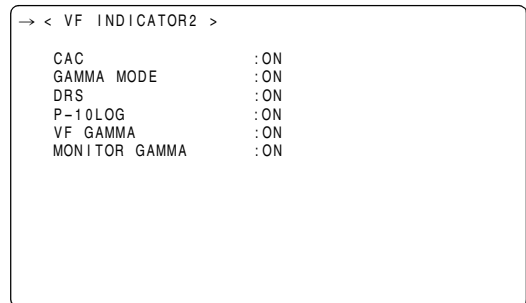 → < VF INDICATOR2 >
CAC :ON
GAMMA MODE :ON
DRS :ON
P−10LOG :ON
VF GAMMA :ON
MONITOR GAMMA :ON